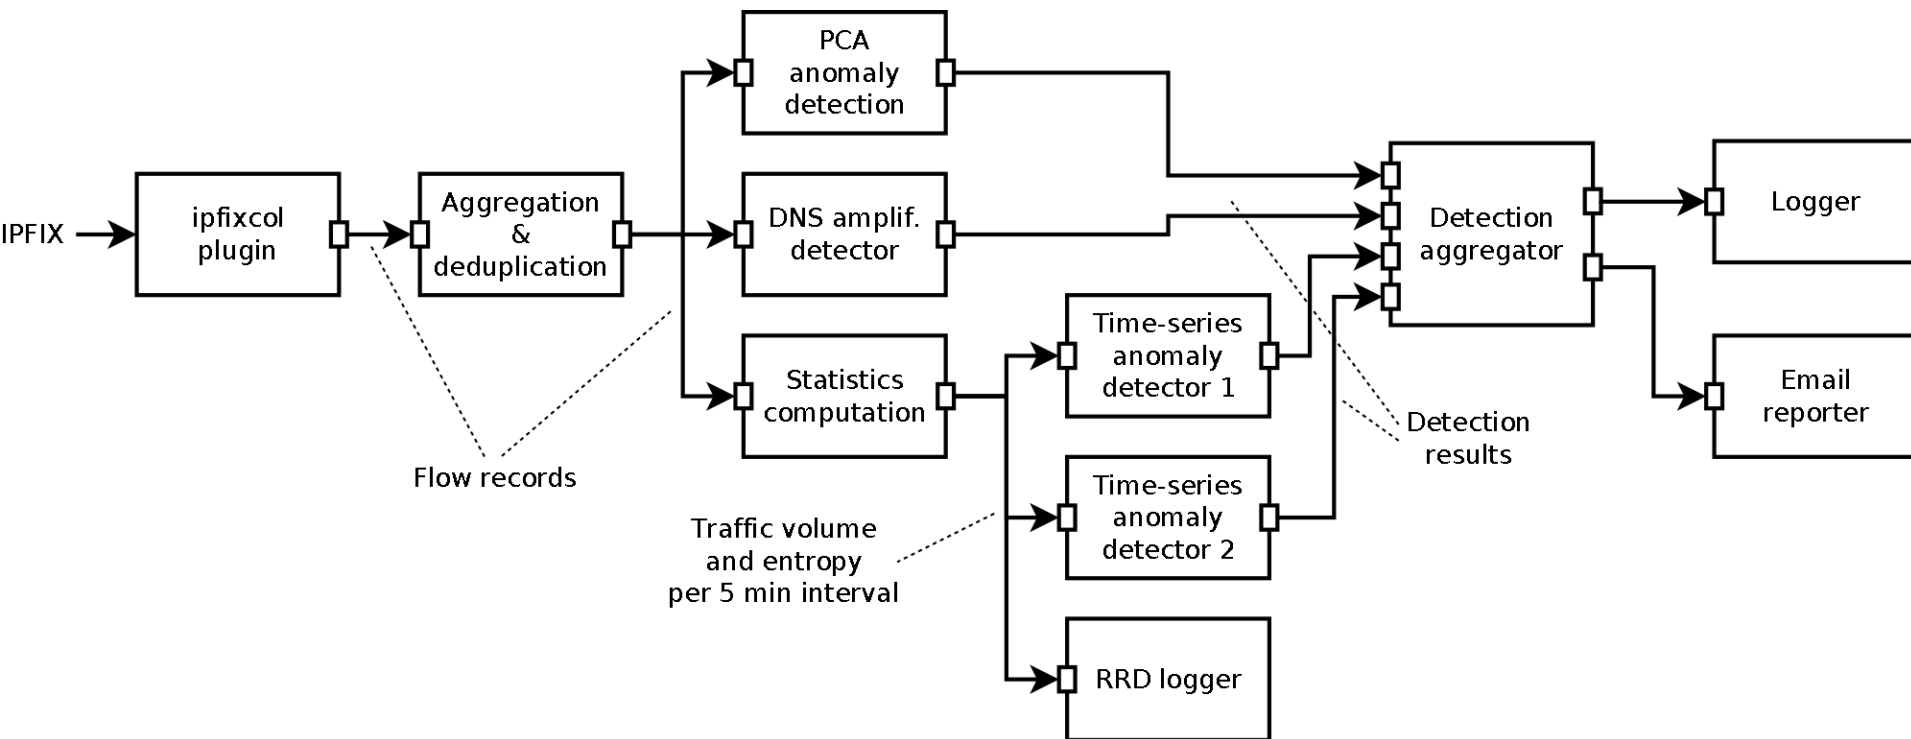 IPFIX
ipfixcol
plugin
Aggregation
&
deduplication
PCA
anomaly
detection
DNS amplif.
detector
Statistics
computation
Time-series
anomaly
detector 1
Time-series
anomaly
detector 2
RRD logger
Detection
aggregator
Logger
Email
reporter
Flow records
Traffic volume
and entropy
per 5 min interval
Detection
results